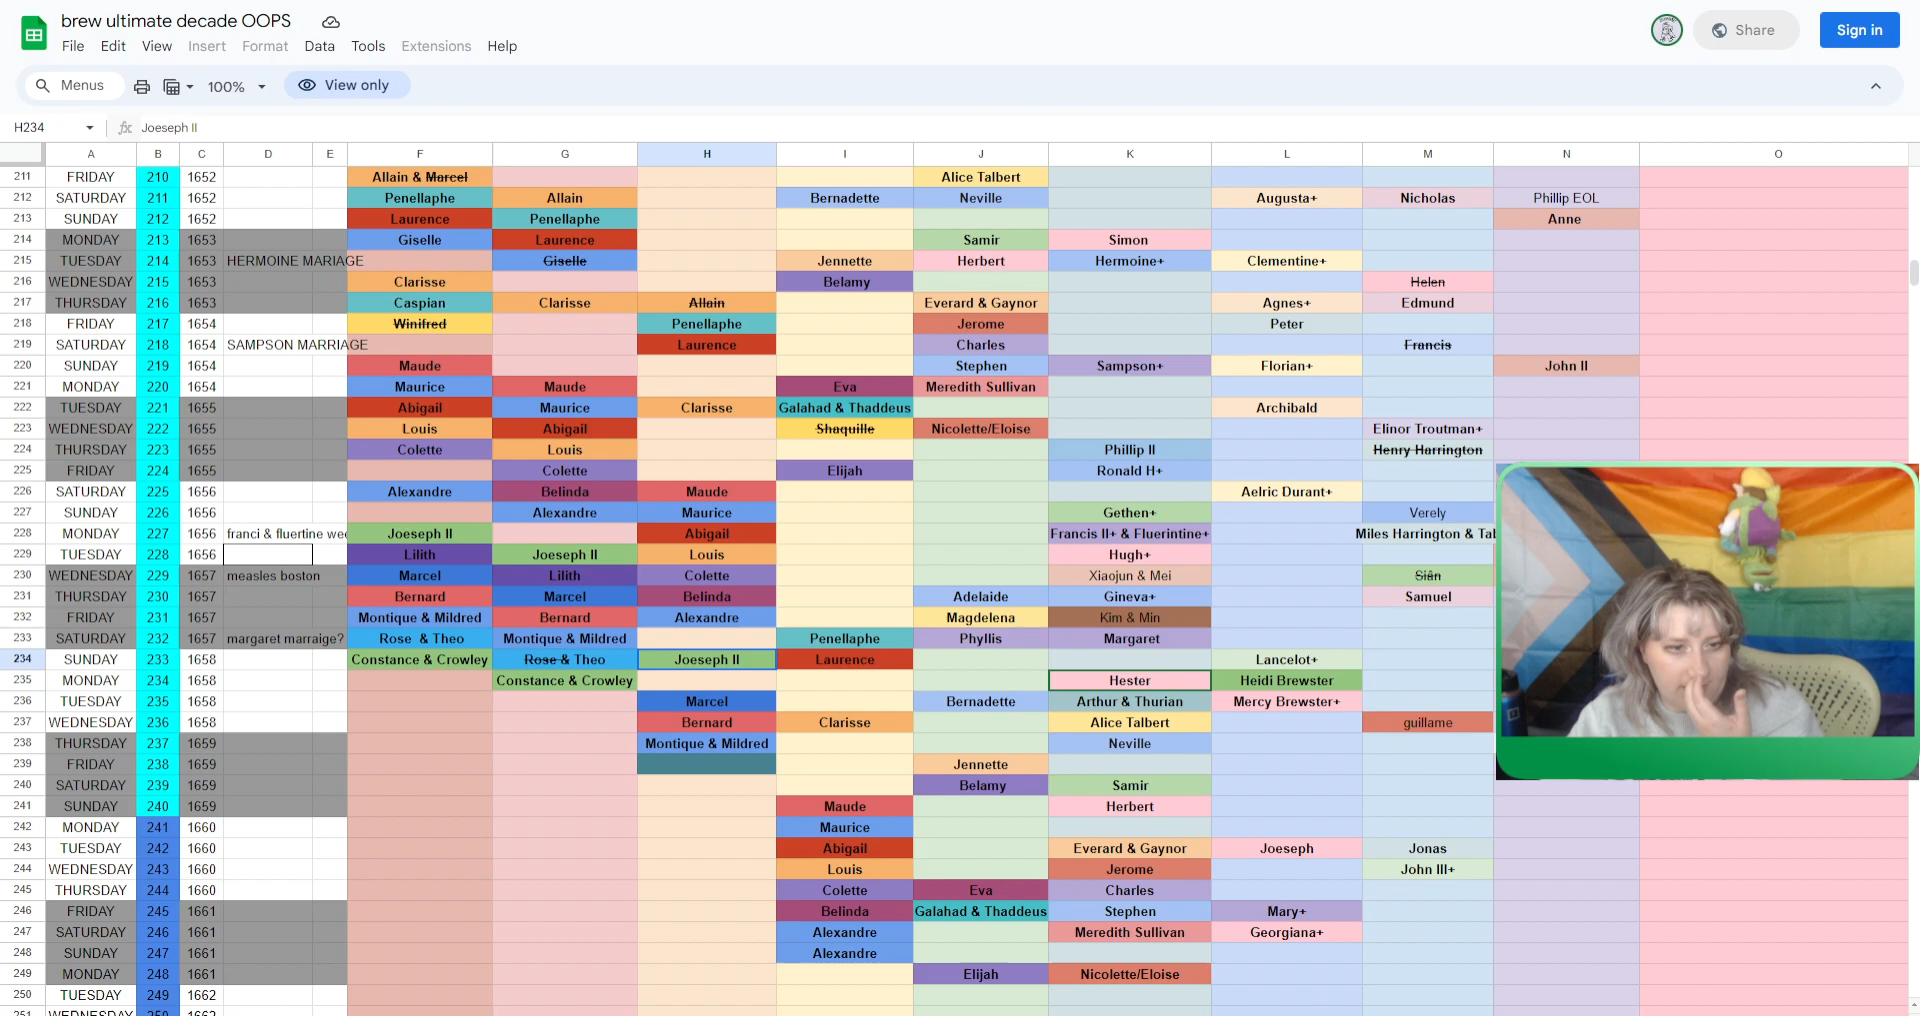 brew ultimate decade OOPS
File Edit View Insert Format Data Tools Extensions Help
Share
Sign in
Menus 100% View only
H234 fx Joeseph II
A B C D E F G H I J K L M N O
211 FRIDAY 210 1652 Allain & Marcel Alice Talbert
212 SATURDAY 211 1652 Penellaphe Allain Bernadette Neville Augusta+ Nicholas Phillip EOL
213 SUNDAY 212 1652 Laurence Penellaphe Anne
214 MONDAY 213 1653 Giselle Laurence Samir Simon
215 TUESDAY 214 1653 HERMOINE MARIAGE Giselle Jennette Herbert Hermoine+ Clementine+
216 WEDNESDAY 215 1653 Clarisse Belamy Helen
217 THURSDAY 216 1653 Caspian Clarisse Allain Everard & Gaynor Agnes+ Edmund
218 FRIDAY 217 1654 Winifred Penellaphe Jerome Peter
219 SATURDAY 218 1654 SAMPSON MARRIAGE Laurence Charles Francis
220 SUNDAY 219 1654 Maude Stephen Sampson+ Florian+ John II
221 MONDAY 220 1654 Maurice Maude Eva Meredith Sullivan
222 TUESDAY 221 1655 Abigail Maurice Clarisse Galahad & Thaddeus Archibald
223 WEDNESDAY 222 1655 Louis Abigail Shaquille Nicolette/Eloise Elinor Troutman+
224 THURSDAY 223 1655 Colette Louis Phillip II Henry Harrington
225 FRIDAY 224 1655 Colette Elijah Ronald H+
226 SATURDAY 225 1656 Alexandre Belinda Maude Aelric Durant+
227 SUNDAY 226 1656 Alexandre Maurice Gethen+ Verely
228 MONDAY 227 1656 franci & fluertine wee Joeseph II Abigail Francis II+ & Fluerintine+ Miles Harrington & Tal
229 TUESDAY 228 1656 Lilith Joeseph II Louis Hugh+
230 WEDNESDAY 229 1657 measles boston Marcel Lilith Colette Xiaojun & Mei Siân
231 THURSDAY 230 1657 Bernard Marcel Belinda Adelaide Gineva+ Samuel
232 FRIDAY 231 1657 Montique & Mildred Bernard Alexandre Magdelena Kim & Min
233 SATURDAY 232 1657 margaret marraige? Rose & Theo Montique & Mildred Penellaphe Phyllis Margaret
234 SUNDAY 233 1658 Constance & Crowley Rose & Theo Joeseph II Laurence Lancelot+
235 MONDAY 234 1658 Constance & Crowley Hester Heidi Brewster
236 TUESDAY 235 1658 Marcel Bernadette Arthur & Thurian Mercy Brewster+
237 WEDNESDAY 236 1658 Bernard Clarisse Alice Talbert guillame
238 THURSDAY 237 1659 Montique & Mildred Neville
239 FRIDAY 238 1659 Jennette
240 SATURDAY 239 1659 Belamy Samir
241 SUNDAY 240 1659 Maude Herbert
242 MONDAY 241 1660 Maurice
243 TUESDAY 242 1660 Abigail Everard & Gaynor Joeseph Jonas
244 WEDNESDAY 243 1660 Louis Jerome John III+
245 THURSDAY 244 1660 Colette Eva Charles
246 FRIDAY 245 1661 Belinda Galahad & Thaddeus Stephen Mary+
247 SATURDAY 246 1661 Alexandre Meredith Sullivan Georgiana+
248 SUNDAY 247 1661 Alexandre
249 MONDAY 248 1661 Elijah Nicolette/Eloise
250 TUESDAY 249 1662
251 WEDNESDAY 250 1662